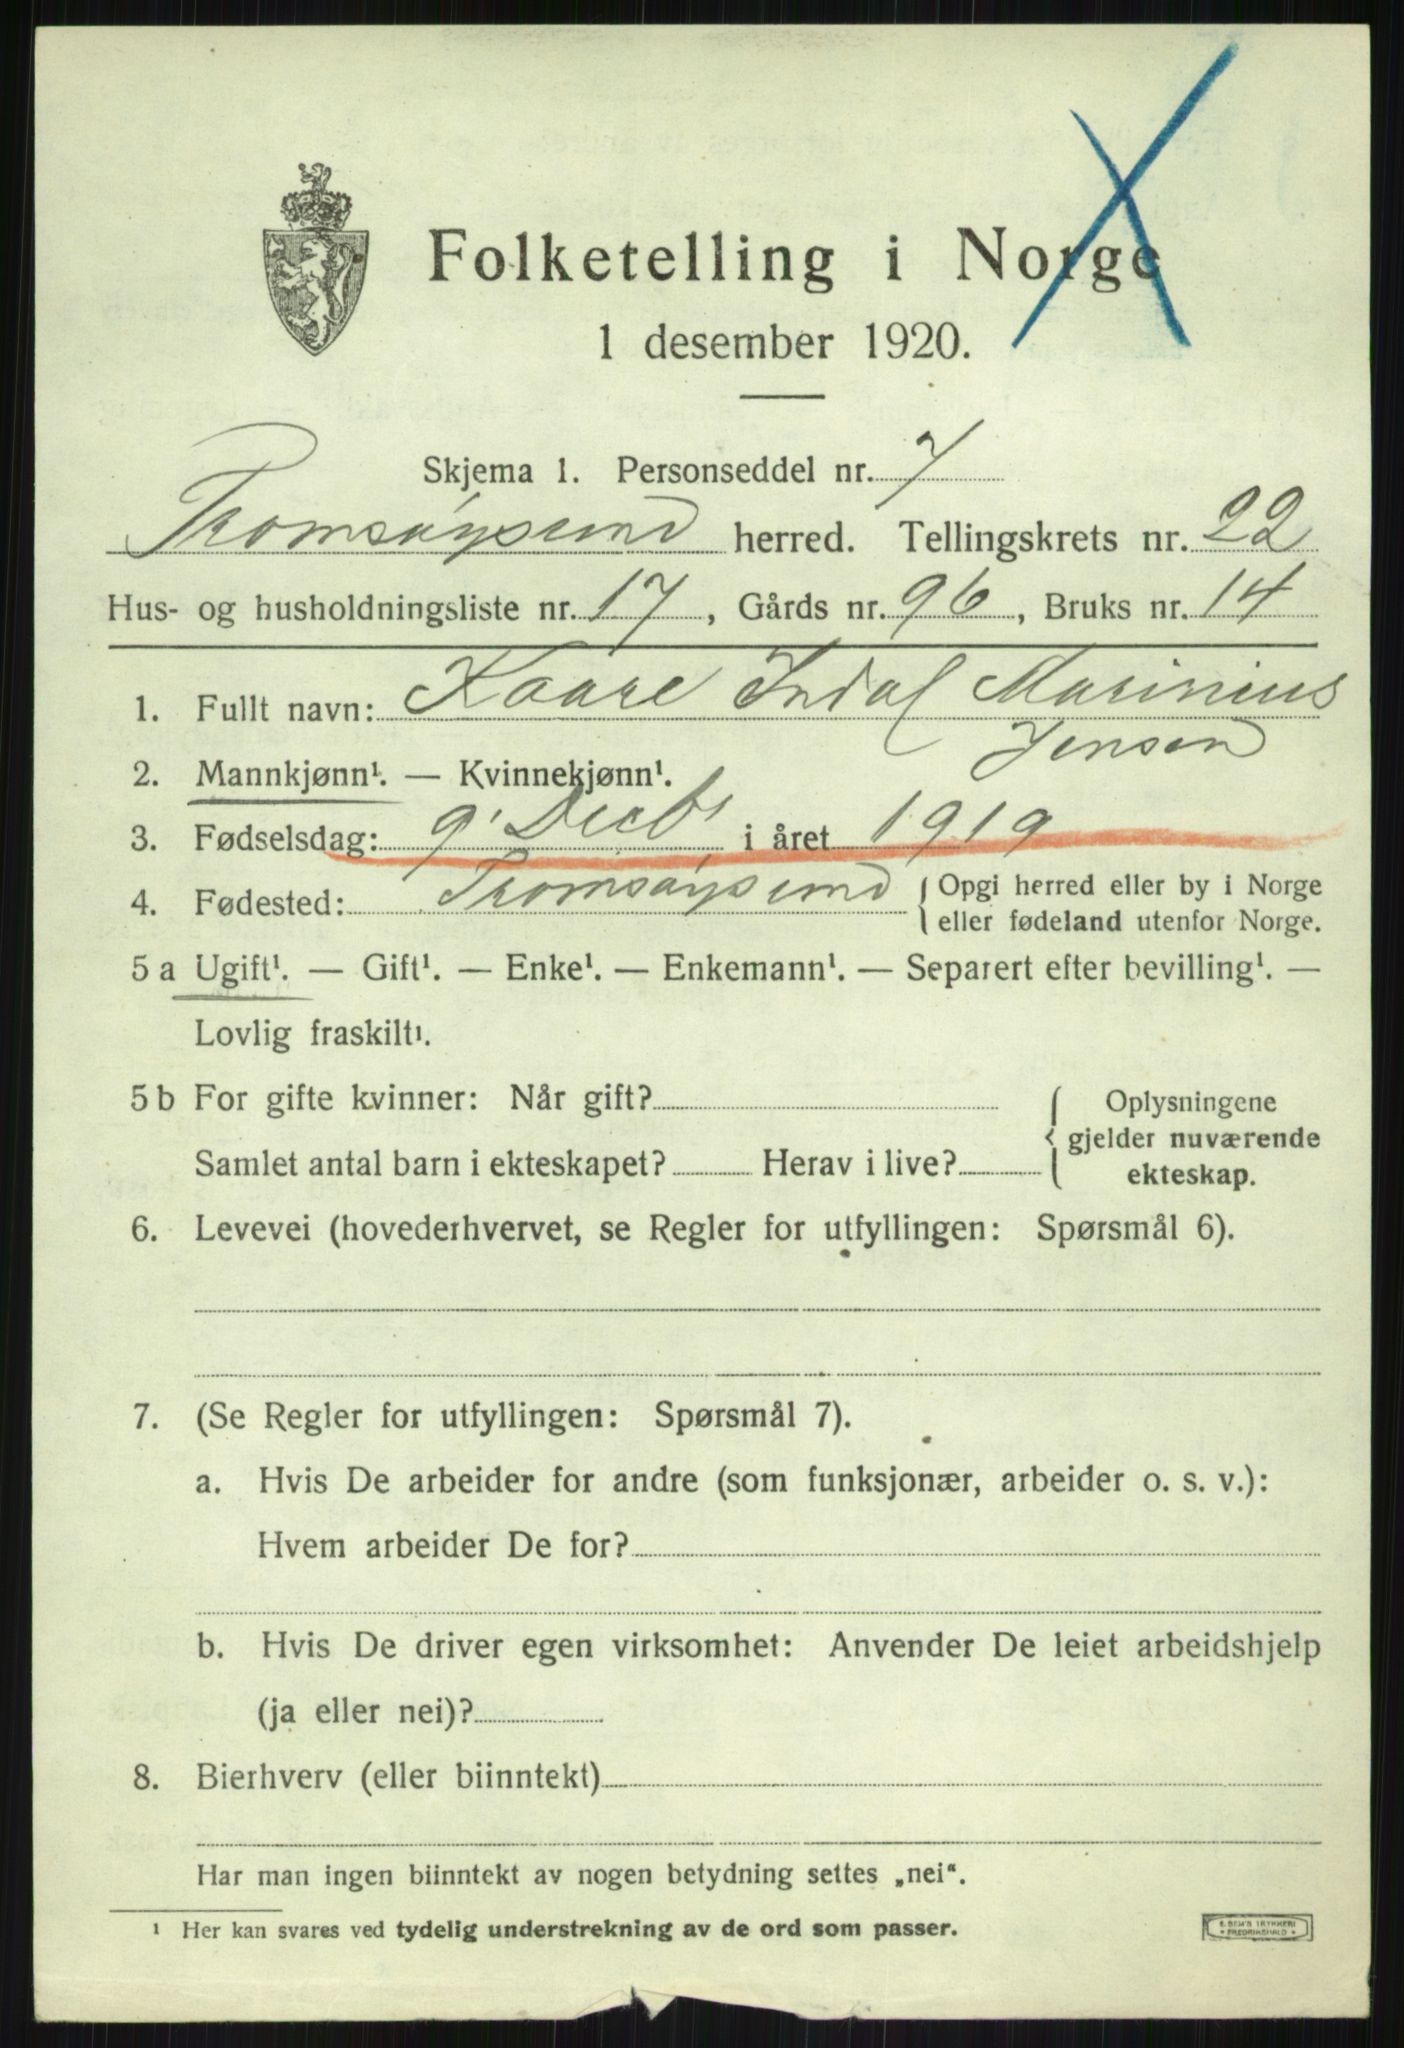 Folketelling i Norge
1 desember 1920.
Skjema 1. Personseddel nr. 7
Tromsøysund herred. Tellingskrets nr. 22
Hus- og husholdningsliste nr. 17, Gårds nr. 96, Bruks nr. 14
1. Fullt navn: Kaare Indal Marinius
Jensen
2. Mannkjønn¹. — Kvinnekjønn¹.
3. Fødselsdag: 9' Decbr i året 1919
4. Fødested: Tromsøysund { Opgi herred eller by i Norge
eller fødeland utenfor Norge.
5 a Ugift¹. — Gift¹. — Enke¹. — Enkemann¹. — Separert efter bevilling¹. —
Lovlig fraskilt¹.
5 b For gifte kvinner: Når gift?
Samlet antal barn i ekteskapet? Herav i live?
{ Oplysningene
gjelder nuværende
ekteskap.
6. Levevei (hovederhvervet, se Regler for utfyllingen: Spørsmål 6).
7. (Se Regler for utfyllingen: Spørsmål 7).
a. Hvis De arbeider for andre (som funksjonær, arbeider o. s. v.):
Hvem arbeider De for?
b. Hvis De driver egen virksomhet: Anvender De leiet arbeidshjelp
(ja eller nei)?
8. Bierhverv (eller biinntekt)
Har man ingen biinntekt av nogen betydning settes „nei“.
¹ Her kan svares ved tydelig understrekning av de ord som passer.
E. SEM'S TRYKKERI
FREDRIKSHALD